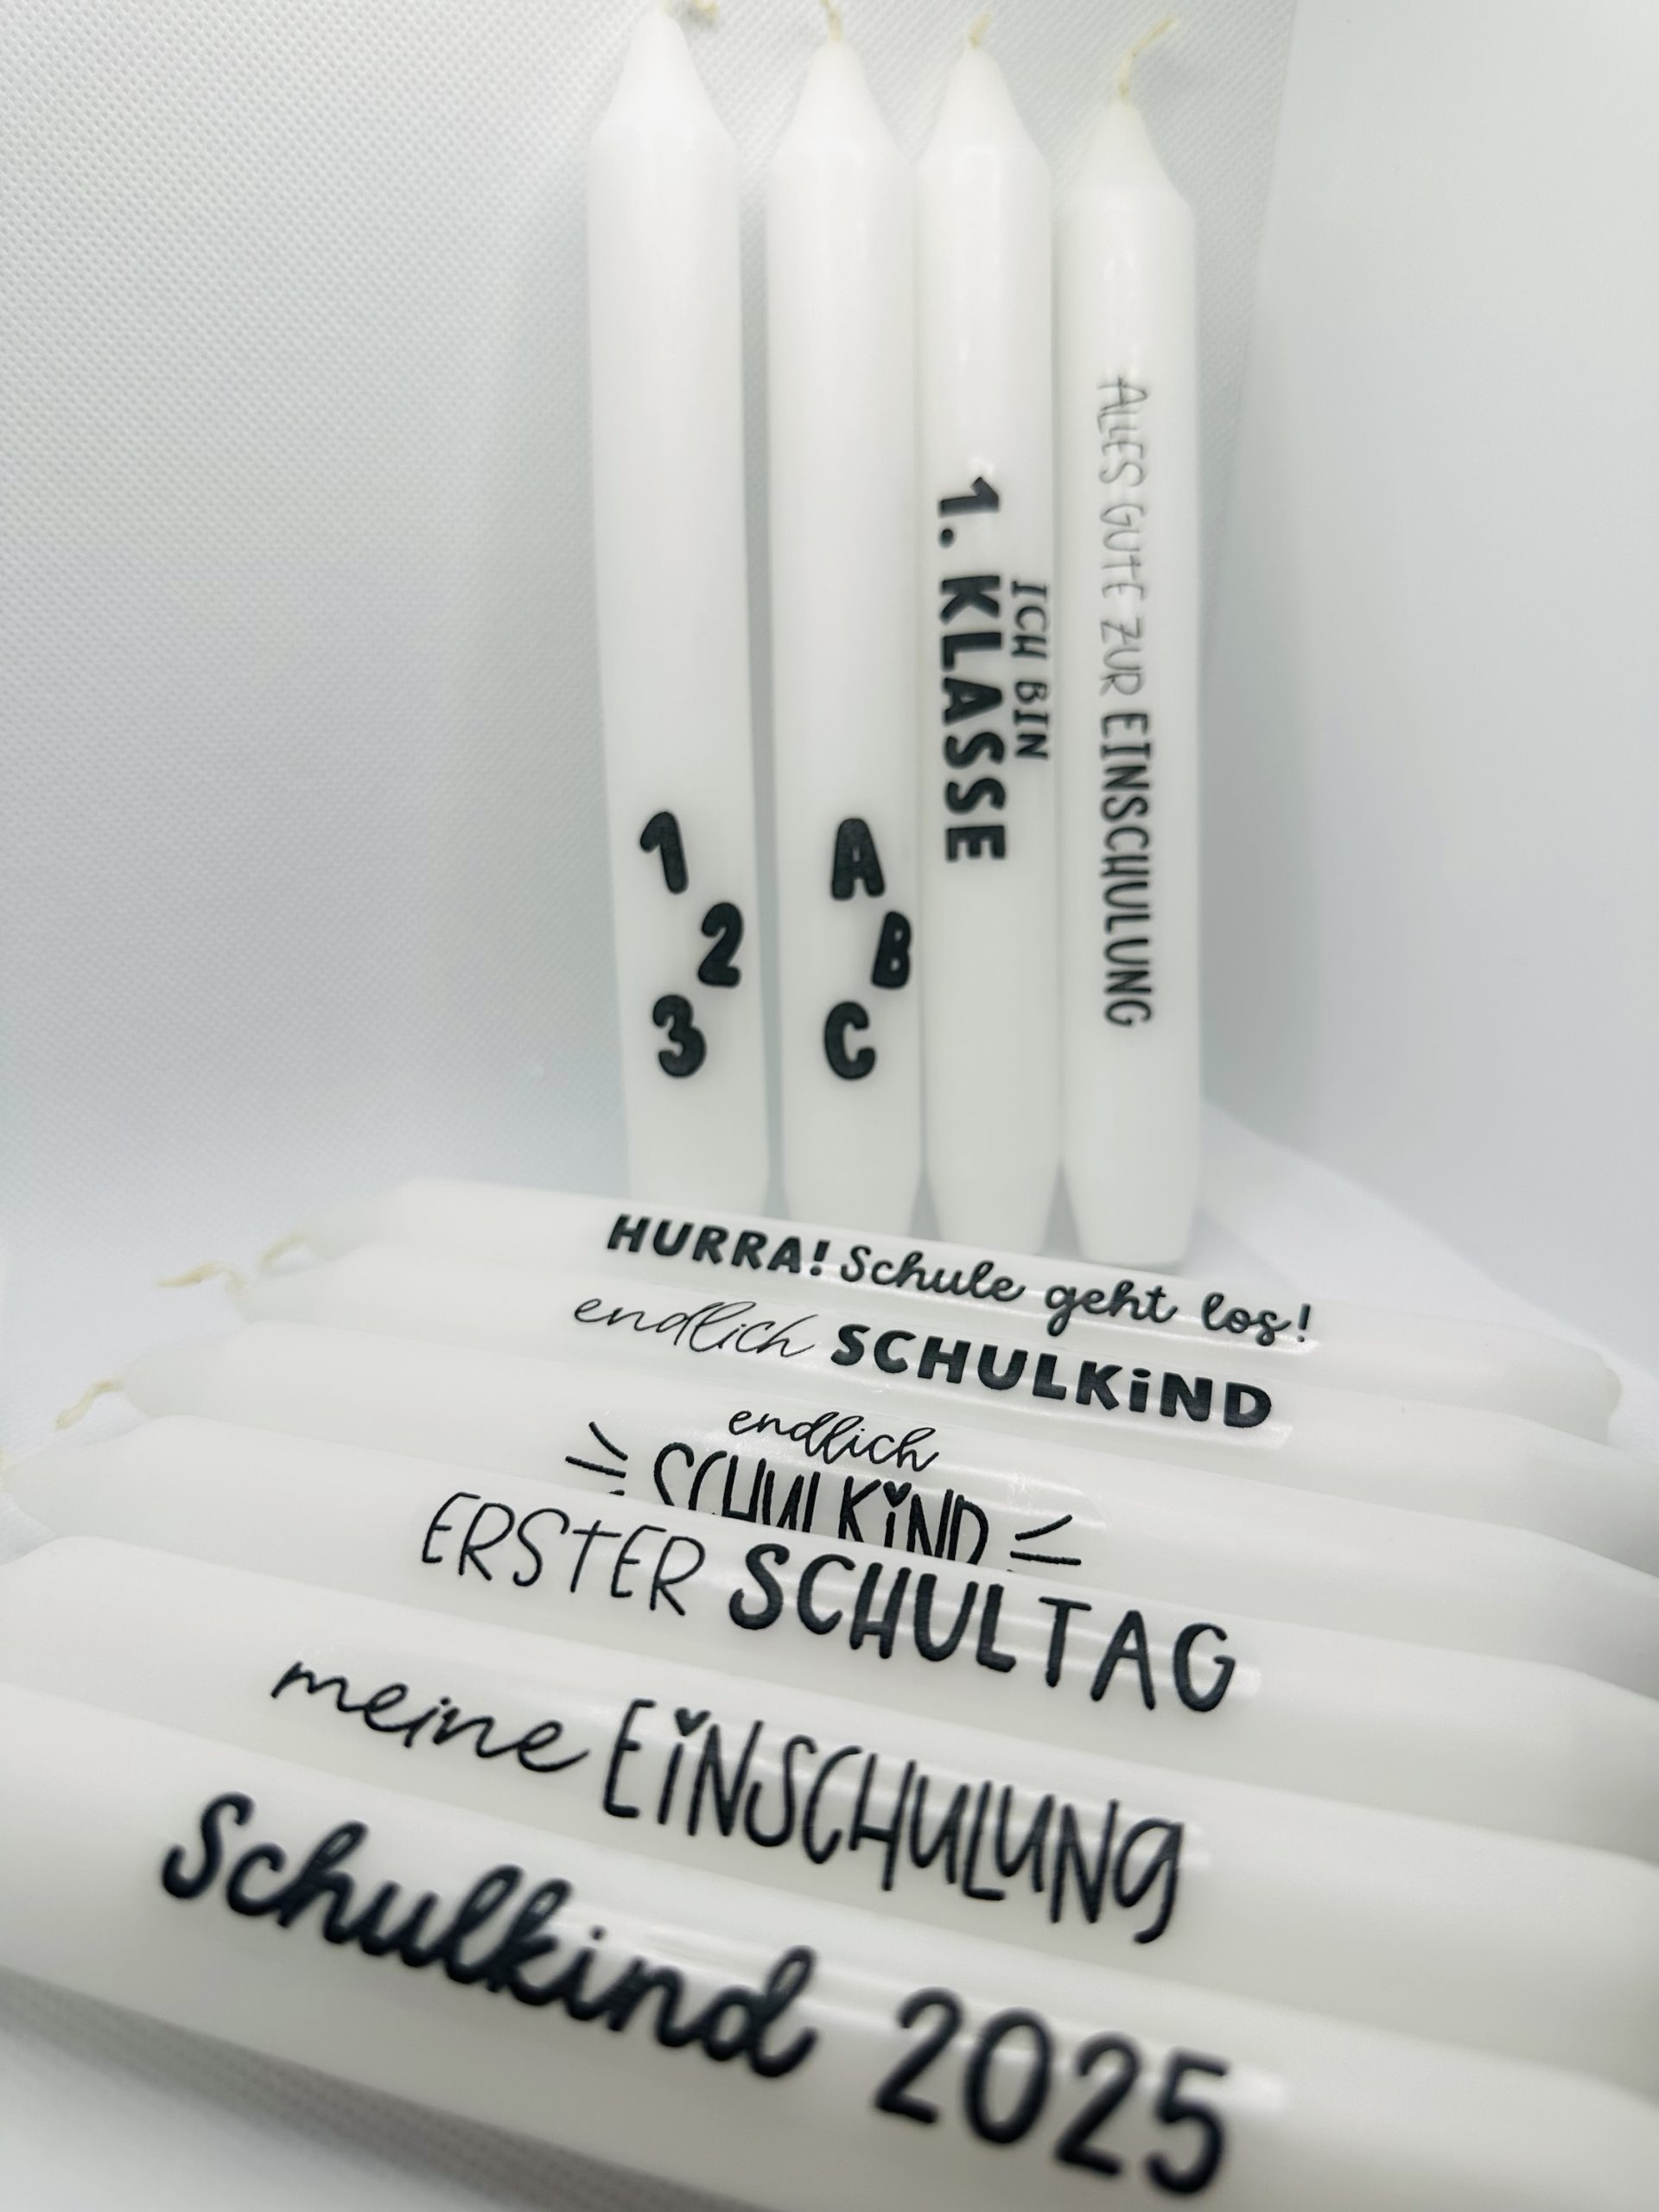 1
2
3
A
B
C
ICH BIN
1. KLASSE
ALLES GUTE ZUR EINSCHULUNG
HURRA! Schule geht los!
endlich SCHULKiND
endlich
SCHULKiND
ERSTER SCHULTAG
meine EiNSCHULUNG
Schulkind 2025